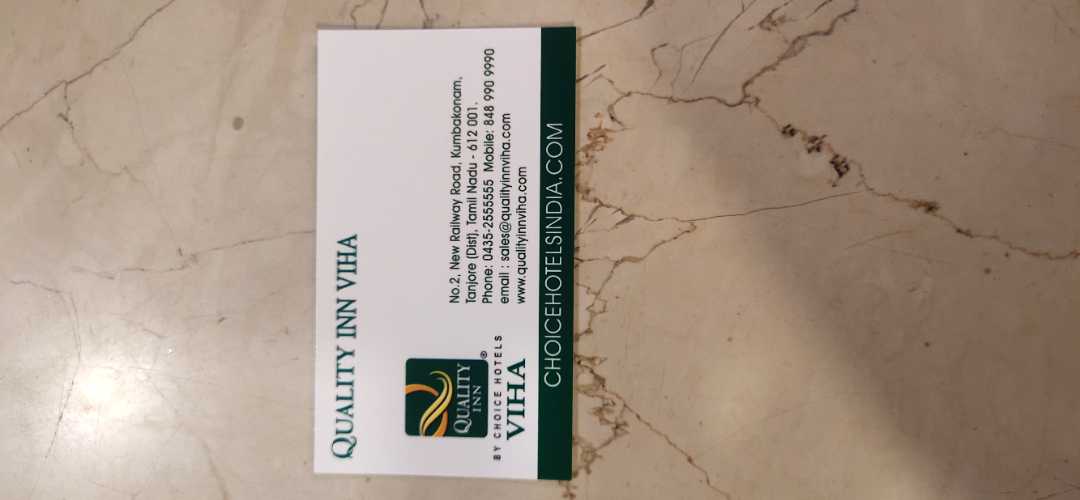 QUALITY INN VIHA
No.2, New Railway Road, Kumbakonam,
Tanjore (Dist), Tamil Nadu - 612 001.
Phone: 0435-2555555 Mobile: 848 990 9990
email : sales@qualityinnviha.com
www.qualityinnviha.com
QUALITY
INN
®
BY CHOICE HOTELS
VIHA
CHOICEHOTELSINDIA.COM